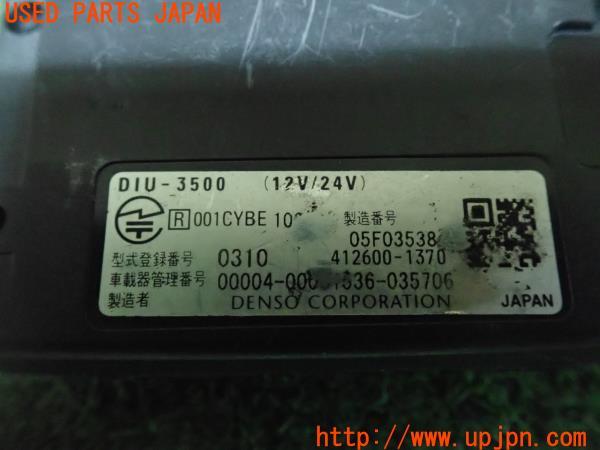 USED PARTS JAPAN
DIU-3500 (12V/24V)
R 001CYBE 製造番号
05F03538
型式登録番号 0310 412600-1370
車載器管理番号
製造者 DENSO CORPORATION JAPAN
http://www.upjpn.com/